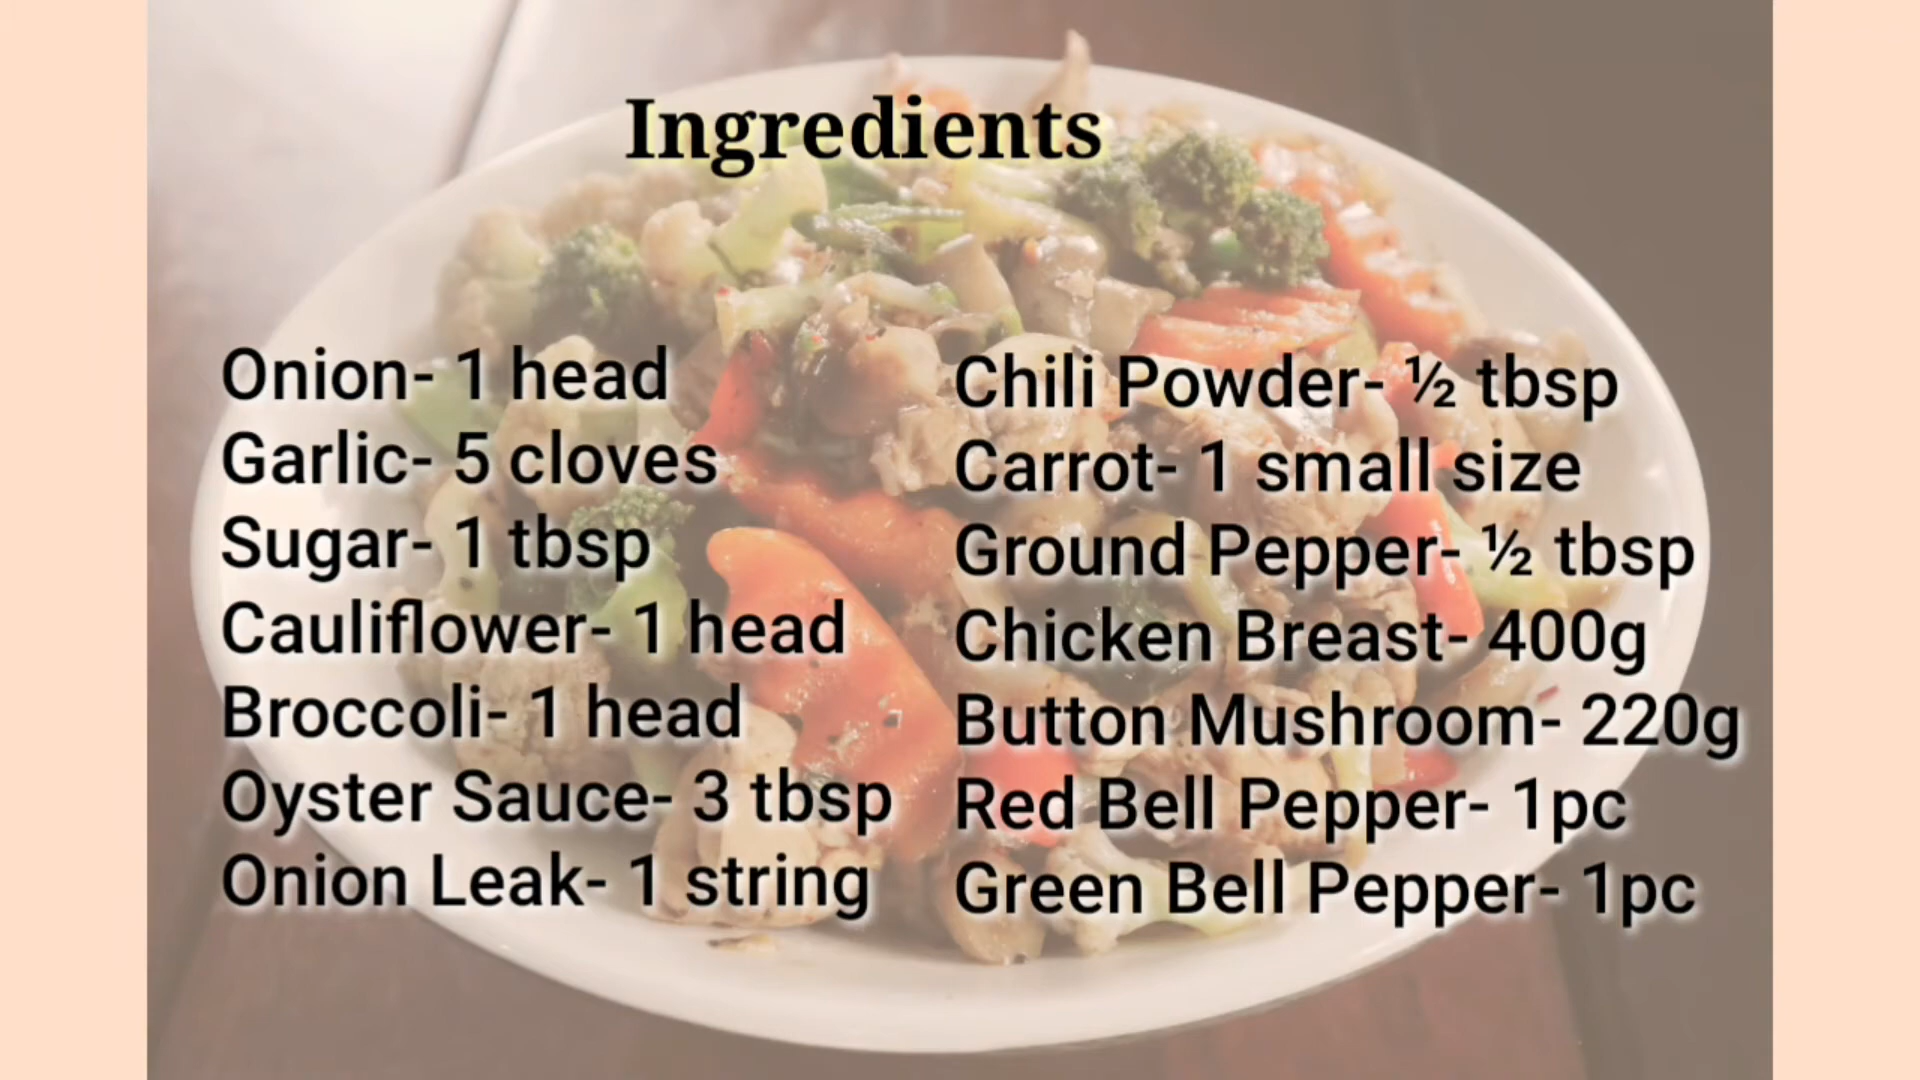 Ingredients
Onion- 1 head
Garlic- 5 cloves
Sugar- 1 tbsp
Cauliflower- 1 head
Broccoli- 1 head
Oyster Sauce- 3 tbsp
Onion Leak- 1 string
Chili Powder- ½ tbsp
Carrot- 1 small size
Ground Pepper- ½ tbsp
Chicken Breast- 400g
Button Mushroom- 220g
Red Bell Pepper- 1pc
Green Bell Pepper- 1pc